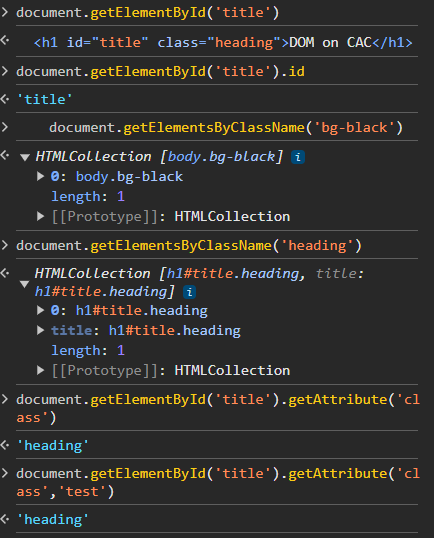 document.getElementById('title')
<h1 id="title" class="heading">DOM on CAC</h1>
document.getElementById('title').id
'title'
document.getElementsByClassName('bg-black')
HTMLCollection [body.bg-black] i
0: body.bg-black
length: 1
[[Prototype]]: HTMLCollection
document.getElementsByClassName('heading')
HTMLCollection [h1#title.heading, title:
h1#title.heading] i
0: h1#title.heading
title: h1#title.heading
length: 1
[[Prototype]]: HTMLCollection
document.getElementById('title').getAttribute('cl
ass')
'heading'
document.getElementById('title').getAttribute('cl
ass','test')
'heading'